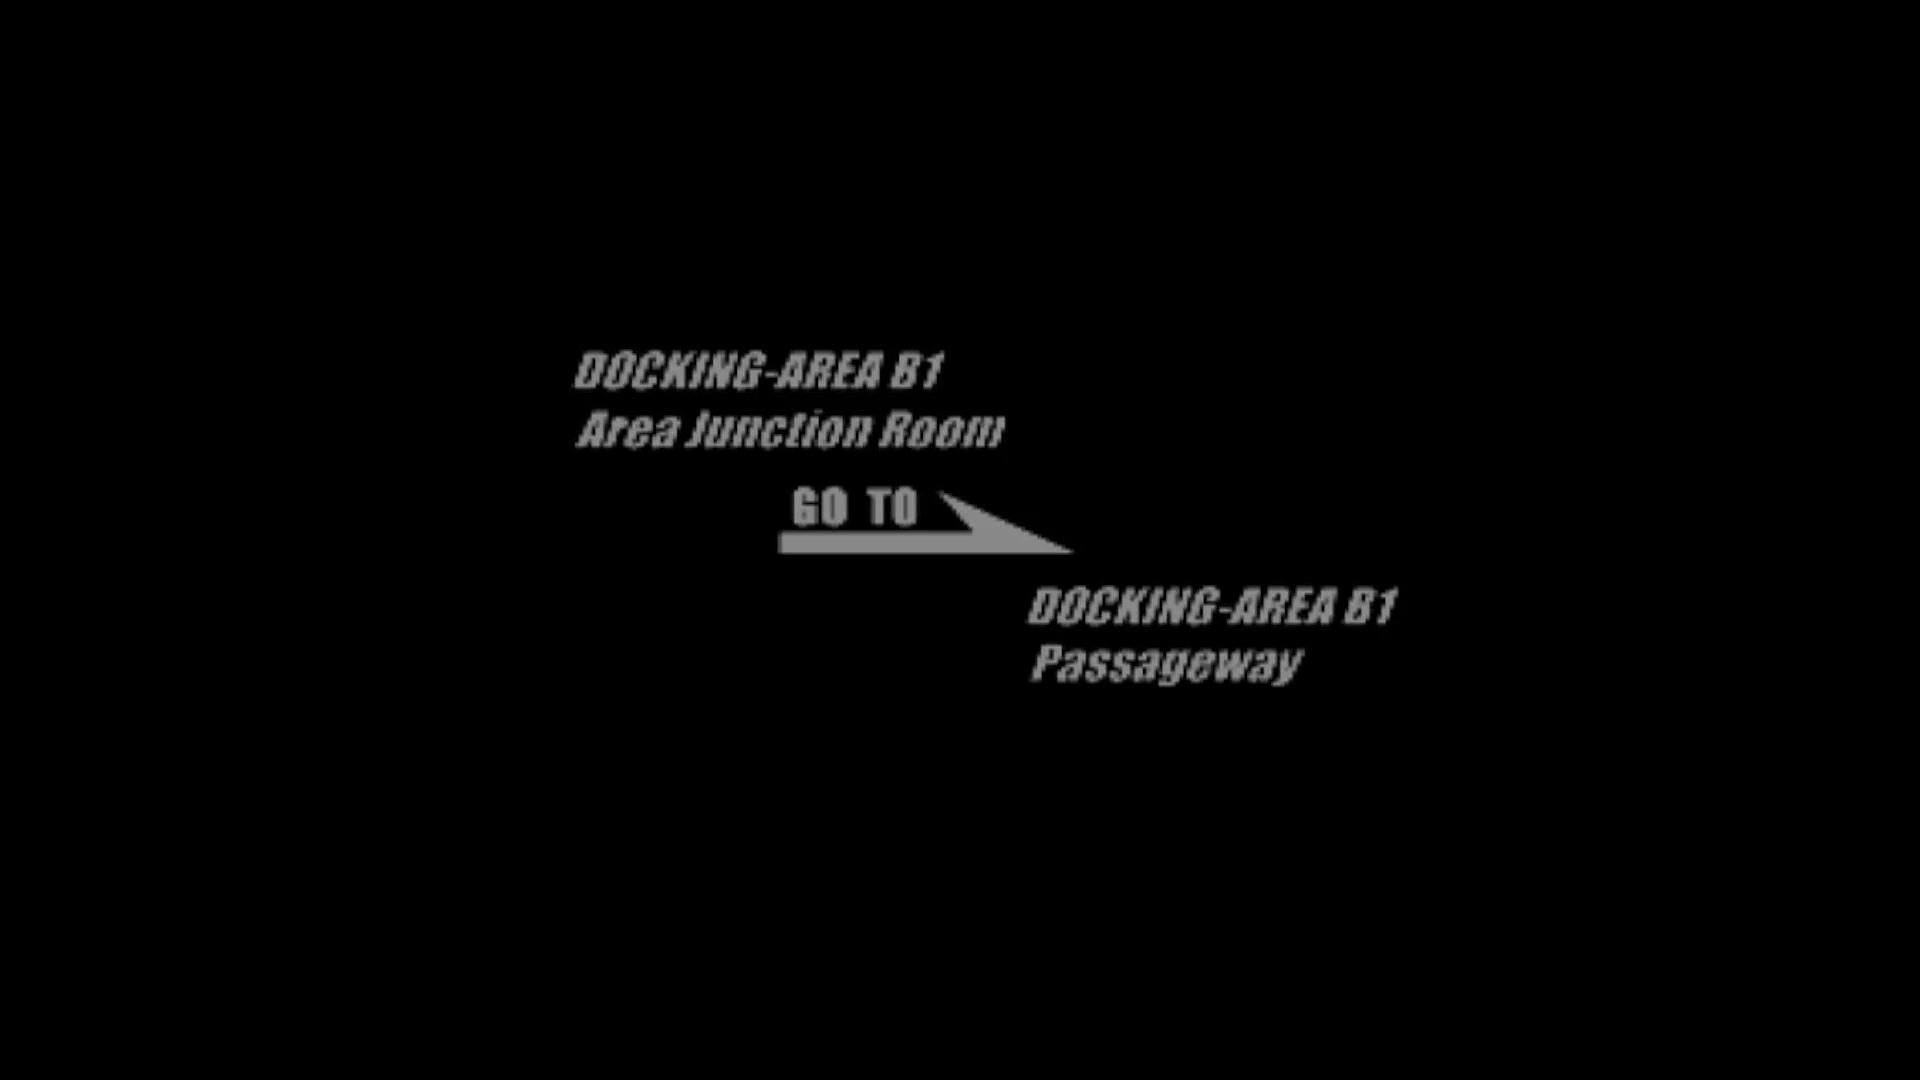 DOCKING-AREA B1
Area Junction Room
GO TO
DOCKING-AREA B1
Passageway